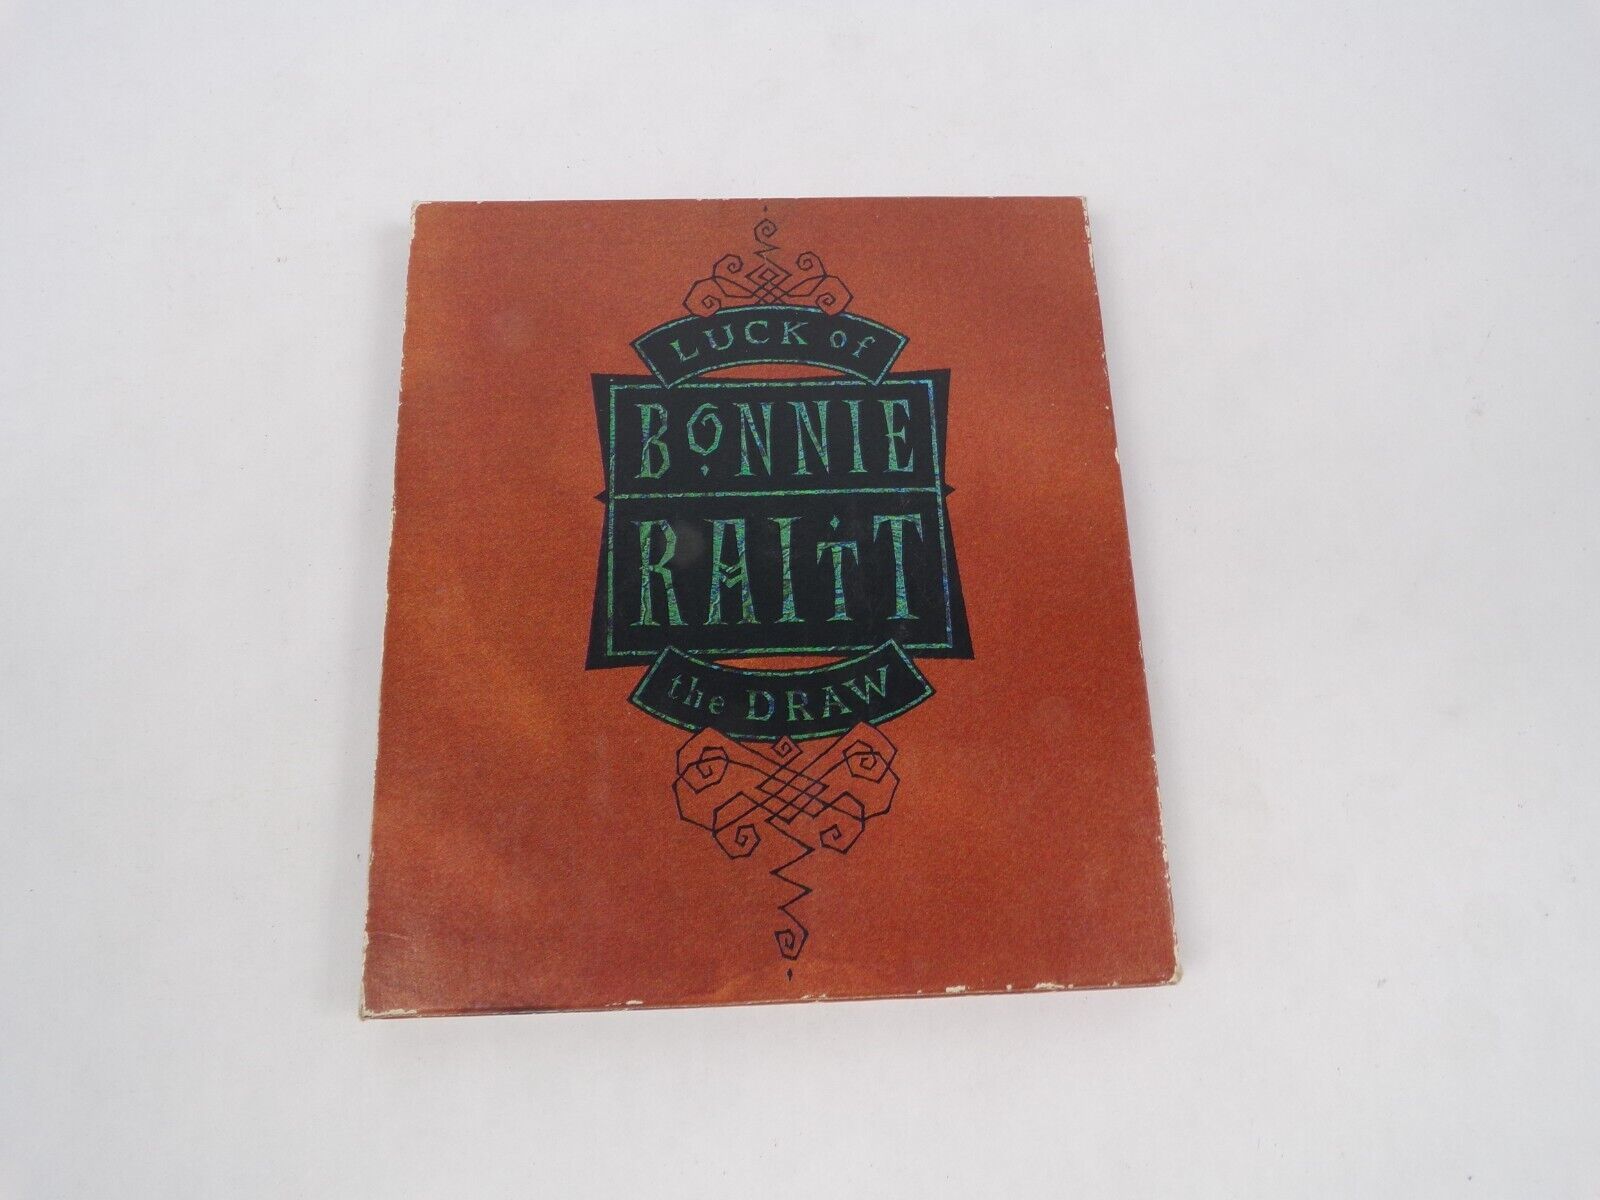 LUCK of
BONNIE
RAITT
the DRAW